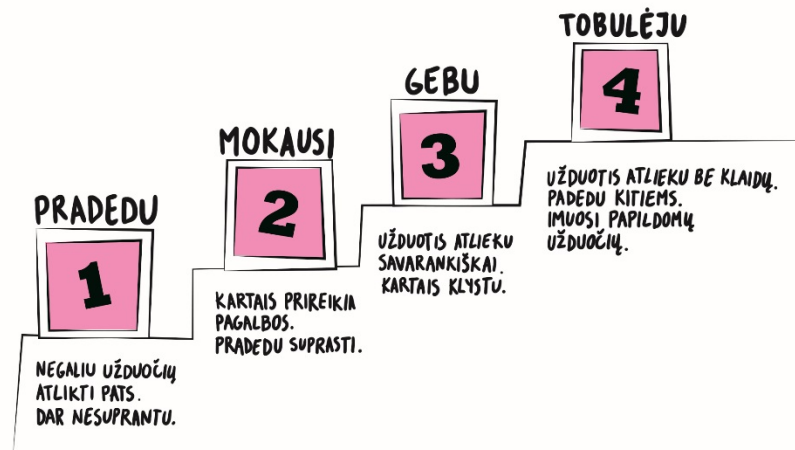 PRADEDU
1
NEGALIU UŽDUOČIŲ
ATLIKTI PATS.
DAR NESUPRANTU.
MOKAUSI
2
KARTAIS PRIREIKIA
PAGALBOS.
PRADEDU SUPRASTI.
GEBU
3
UŽDUOTIS ATLIEKU
SAVARANKIŠKAI.
KARTAIS KLYSTU.
TOBULĖJU
4
UŽDUOTIS ATLIEKU BE KLAIDŲ.
PADEDU KITIEMS.
IMUOSI PAPILDOMŲ
UŽDUOČIŲ.